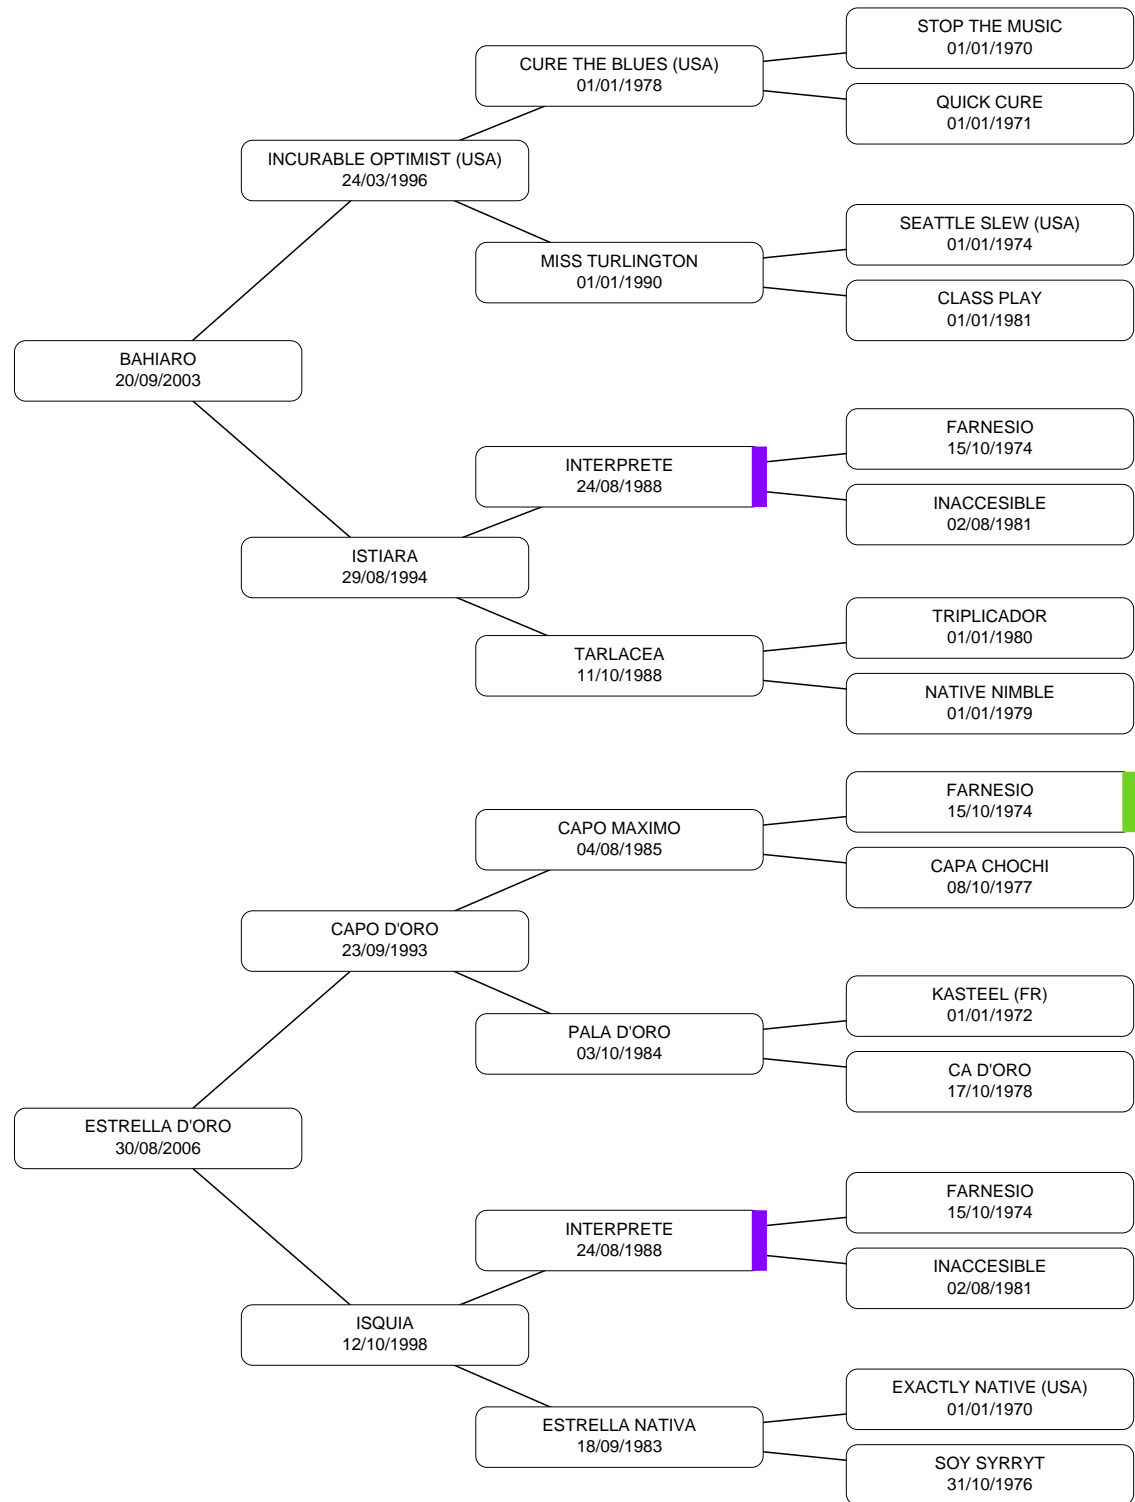 STOP THE MUSIC
01/01/1970
CURE THE BLUES (USA)
01/01/1978
QUICK CURE
01/01/1971
INCURABLE OPTIMIST (USA)
24/03/1996
SEATTLE SLEW (USA)
01/01/1974
MISS TURLINGTON
01/01/1990
CLASS PLAY
01/01/1981
BAHIARO
20/09/2003
FARNESIO
15/10/1974
INTERPRETE
24/08/1988
INACCESIBLE
02/08/1981
ISTIARA
29/08/1994
TRIPLICADOR
01/01/1980
TARLACEA
11/10/1988
NATIVE NIMBLE
01/01/1979
FARNESIO
15/10/1974
CAPO MAXIMO
04/08/1985
CAPA CHOCHI
08/10/1977
CAPO D'ORO
23/09/1993
KASTEEL (FR)
01/01/1972
PALA D'ORO
03/10/1984
CA D'ORO
17/10/1978
ESTRELLA D'ORO
30/08/2006
FARNESIO
15/10/1974
INTERPRETE
24/08/1988
INACCESIBLE
02/08/1981
ISQUIA
12/10/1998
EXACTLY NATIVE (USA)
01/01/1970
ESTRELLA NATIVA
18/09/1983
SOY SYRRYT
31/10/1976